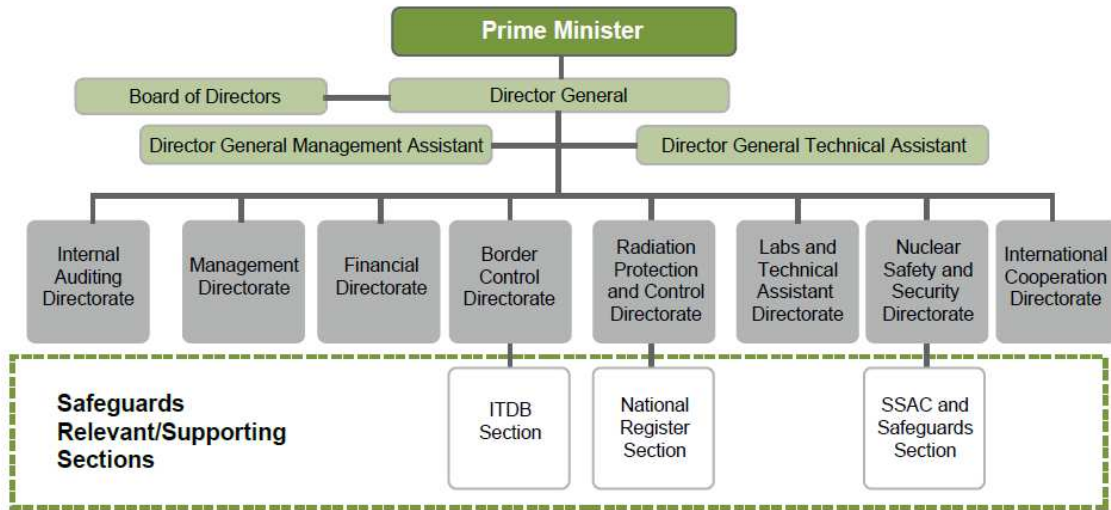 Prime Minister
Board of Directors
Director General
Director General Management Assistant
Director General Technical Assistant
Internal
Auditing
Directorate
Management
Directorate
Financial
Directorate
Border
Control
Directorate
Radiation
Protection
and Control
Directorate
Labs and
Technical
Assistant
Directorate
Nuclear
Safety and
Security
Directorate
International
Cooperation
Directorate
Safeguards
Relevant/Supporting
Sections
ITDB
Section
National
Register
Section
SSAC and
Safeguards
Section